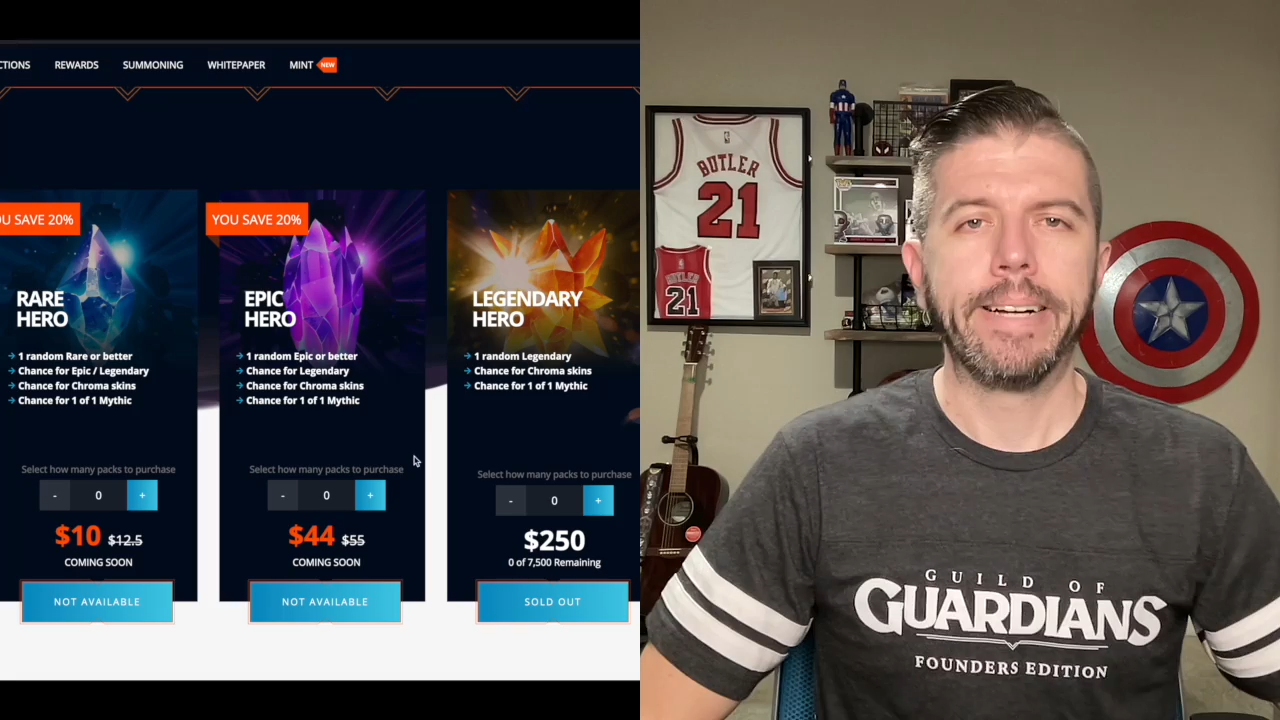 CTIONS REWARDS SUMMONING WHITEPAPER MINT NEW
OU SAVE 20%
RARE
HERO
1 random Rare or better
Chance for Epic / Legendary
Chance for Chroma skins
Chance for 1 of 1 Mythic
Select how many packs to purchase
- 0 +
$10 $12.5
COMING SOON
NOT AVAILABLE
YOU SAVE 20%
EPIC
HERO
1 random Epic or better
Chance for Legendary
Chance for Chroma skins
Chance for 1 of 1 Mythic
Select how many packs to purchase
- 0 +
$44 $55
COMING SOON
NOT AVAILABLE
LEGENDARY
HERO
1 random Legendary
Chance for Chroma skins
Chance for 1 of 1 Mythic
Select how many packs to purchase
- 0 +
$250
0 of 7,500 Remaining
SOLD OUT
BUTLER
21
BUTLER
21
GUILD OF
GUARDIANS
FOUNDERS EDITION